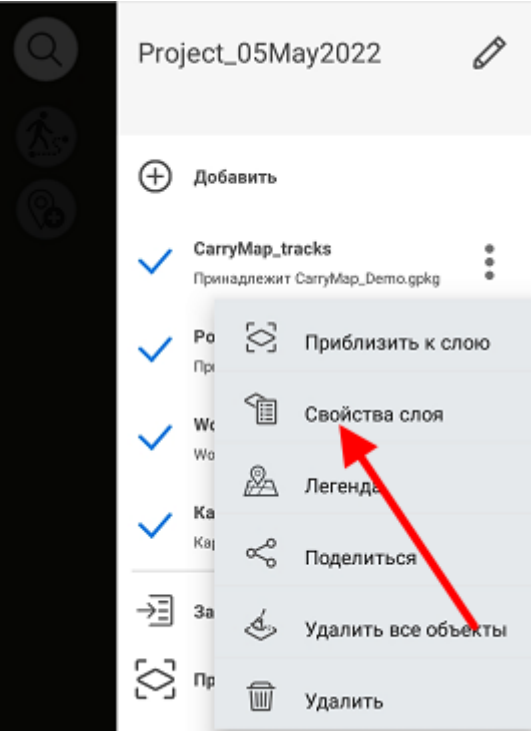 Project_05May2022
Добавить
CarryMap_tracks
Принадлежит CarryMap_Demo.gpkg
Приблизить к слою
Свойства слоя
Легенда
Поделиться
Удалить все объекты
Удалить